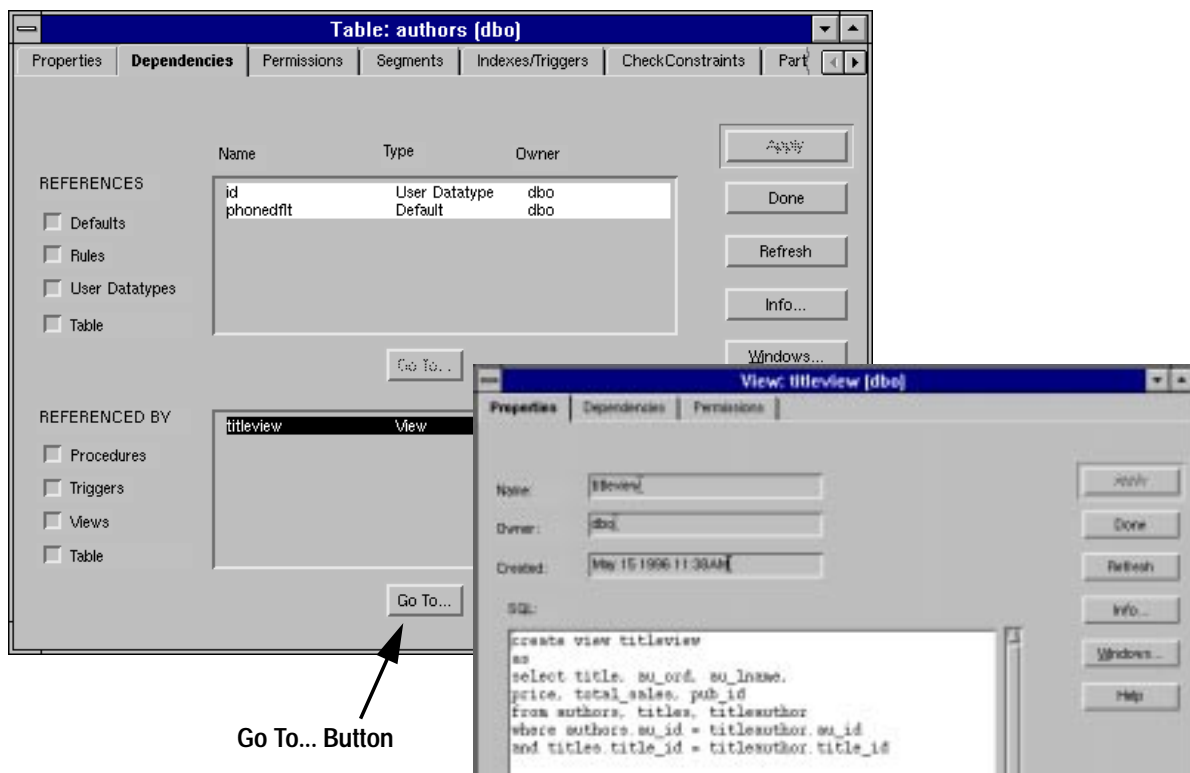 Table: authors (dbo)
Properties Dependencies Permissions Segments Indexes/Triggers CheckConstraints Part
Name Type Owner
Apply
REFERENCES
id User Datatype dbo
phonedflt Default dbo
Done
Defaults
Rules
Refresh
User Datatypes
Info...
Table
Go To...
Windows...
REFERENCED BY
titleview View
Procedures
Triggers
Views
Table
Go To...
Go To... Button
View: titleview (dbo)
Properties Dependencies Permissions
Name: titleview
Apply
Owner: dbo
Done
Created: May 15 1996 11:38AM
Refresh
SQL:
Info...
create view titleview
as
select title, au_ord, au_lname,
price, total_sales, pub_id
from authors, titles, titleauthor
where authors.au_id = titleauthor.au_id
and titles.title_id = titleauthor.title_id
Windows...
Help